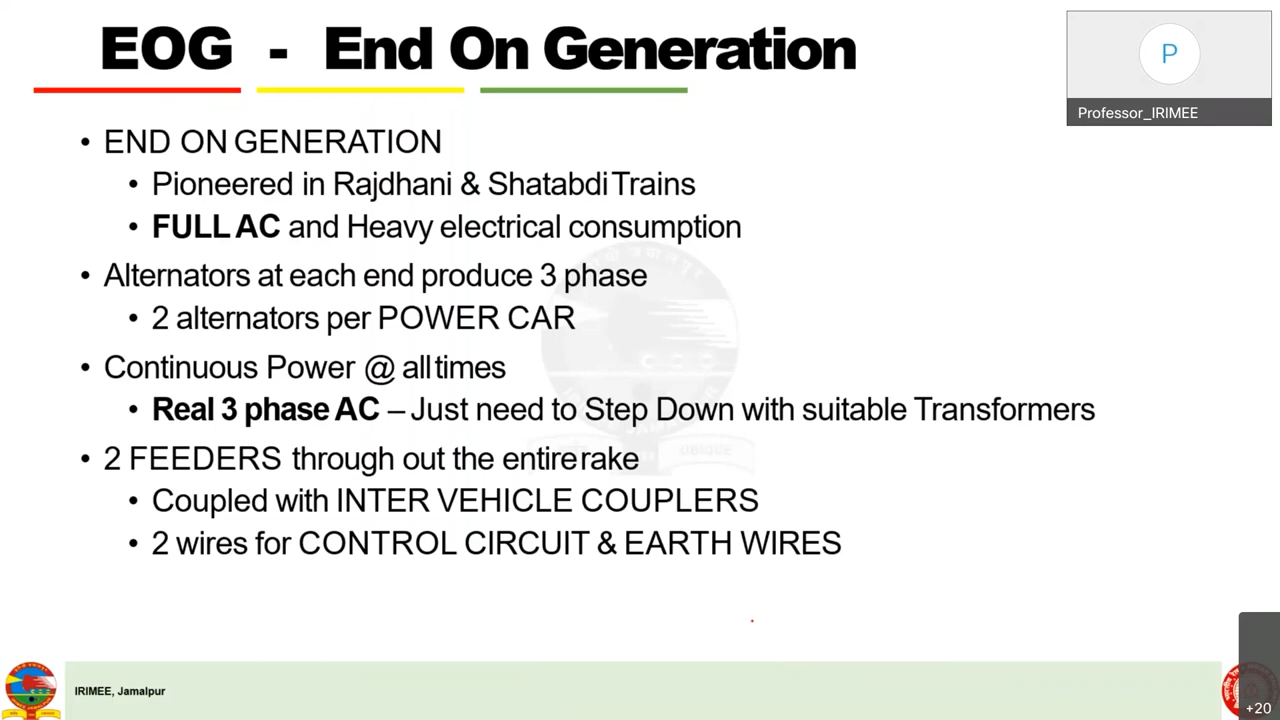 EOG - End On Generation
P
Professor_IRIMEE
• END ON GENERATION
• Pioneered in Rajdhani & Shatabdi Trains
• FULL AC and Heavy electrical consumption
• Alternators at each end produce 3 phase
• 2 alternators per POWER CAR
• Continuous Power @ all times
• Real 3 phase AC – Just need to Step Down with suitable Transformers
• 2 FEEDERS through out the entire rake
• Coupled with INTER VEHICLE COUPLERS
• 2 wires for CONTROL CIRCUIT & EARTH WIRES
IRIMEE, Jamalpur
+20